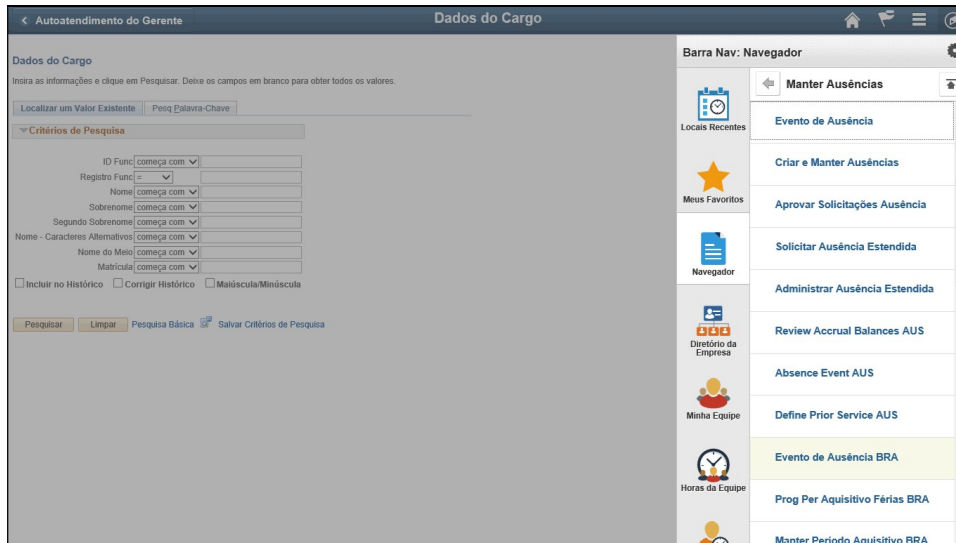 Autoatendimento do Gerente
Dados do Cargo
Dados do Cargo
Insira as informações e clique em Pesquisar. Deixe os campos em branco para obter todos os valores.
Localizar um Valor Existente
Pesq Palavra-Chave
Critérios de Pesquisa
ID Func começa com
Registro Func =
Nome começa com
Sobrenome começa com
Segundo Sobrenome começa com
Nome - Caracteres Alternativos começa com
Nome do Meio começa com
Matrícula começa com
Incluir no Histórico Corrigir Histórico Maiúscula/Minúscula
Pesquisar Limpar Pesquisa Básica Salvar Critérios de Pesquisa
Barra Nav: Navegador
Locais Recentes
Meus Favoritos
Navegador
Diretório da
Empresa
Minha Equipe
Horas da Equipe
Manter Ausências
Evento de Ausência
Criar e Manter Ausências
Aprovar Solicitações Ausência
Solicitar Ausência Estendida
Administrar Ausência Estendida
Review Accrual Balances AUS
Absence Event AUS
Define Prior Service AUS
Evento de Ausência BRA
Prog Per Aquisitivo Férias BRA
Manter Periodo Aquisitivo BRA